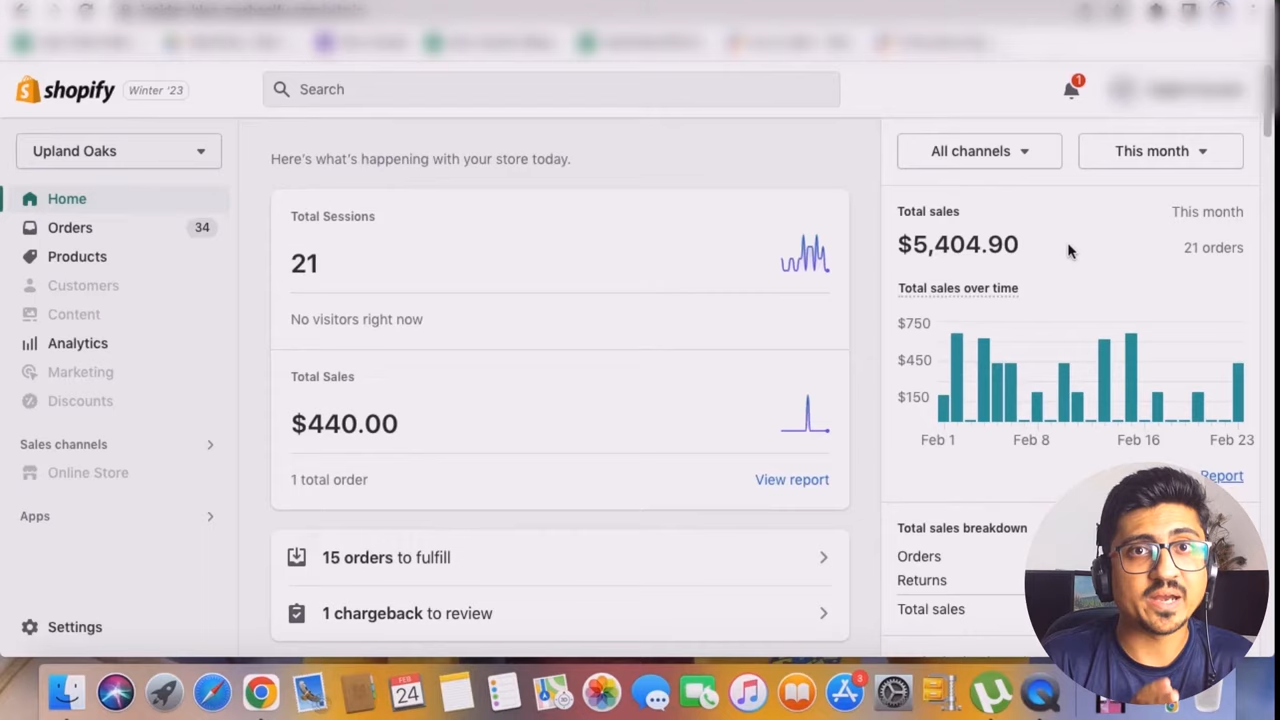 shopify
Winter '23
Search
1
Upland Oaks
Home
Orders
34
Products
Customers
Content
Analytics
Marketing
Discounts
Sales channels
Online Store
Apps
Settings
Here's what's happening with your store today.
Total Sessions
21
No visitors right now
Total Sales
$440.00
1 total order
View report
15 orders to fulfill
1 chargeback to review
All channels
This month
Total sales
This month
$5,404.90
21 orders
Total sales over time
$750
$450
$150
Feb 1
Feb 8
Feb 16
Feb 23
Report
Total sales breakdown
Orders
Returns
Total sales
FEB
24
3